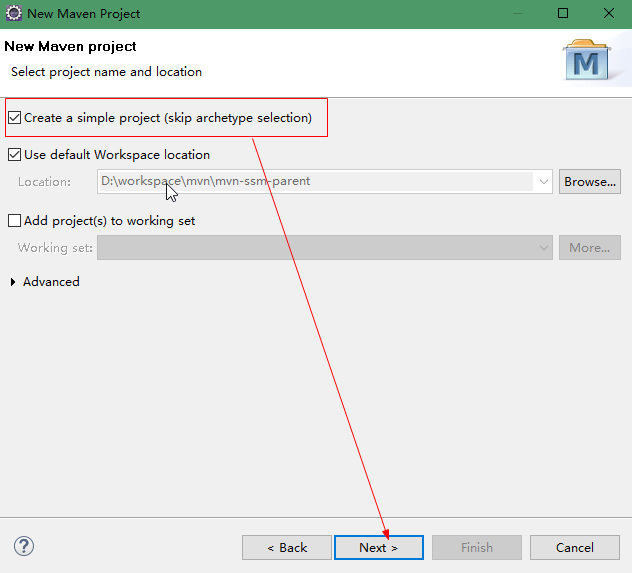 New Maven Project
New Maven project
Select project name and location
M
Create a simple project (skip archetype selection)
Use default Workspace location
Location: D:\workspace\mvn\mvn-ssm-parent Browse...
Add project(s) to working set
Working set: More...
Advanced
? < Back Next > Finish Cancel